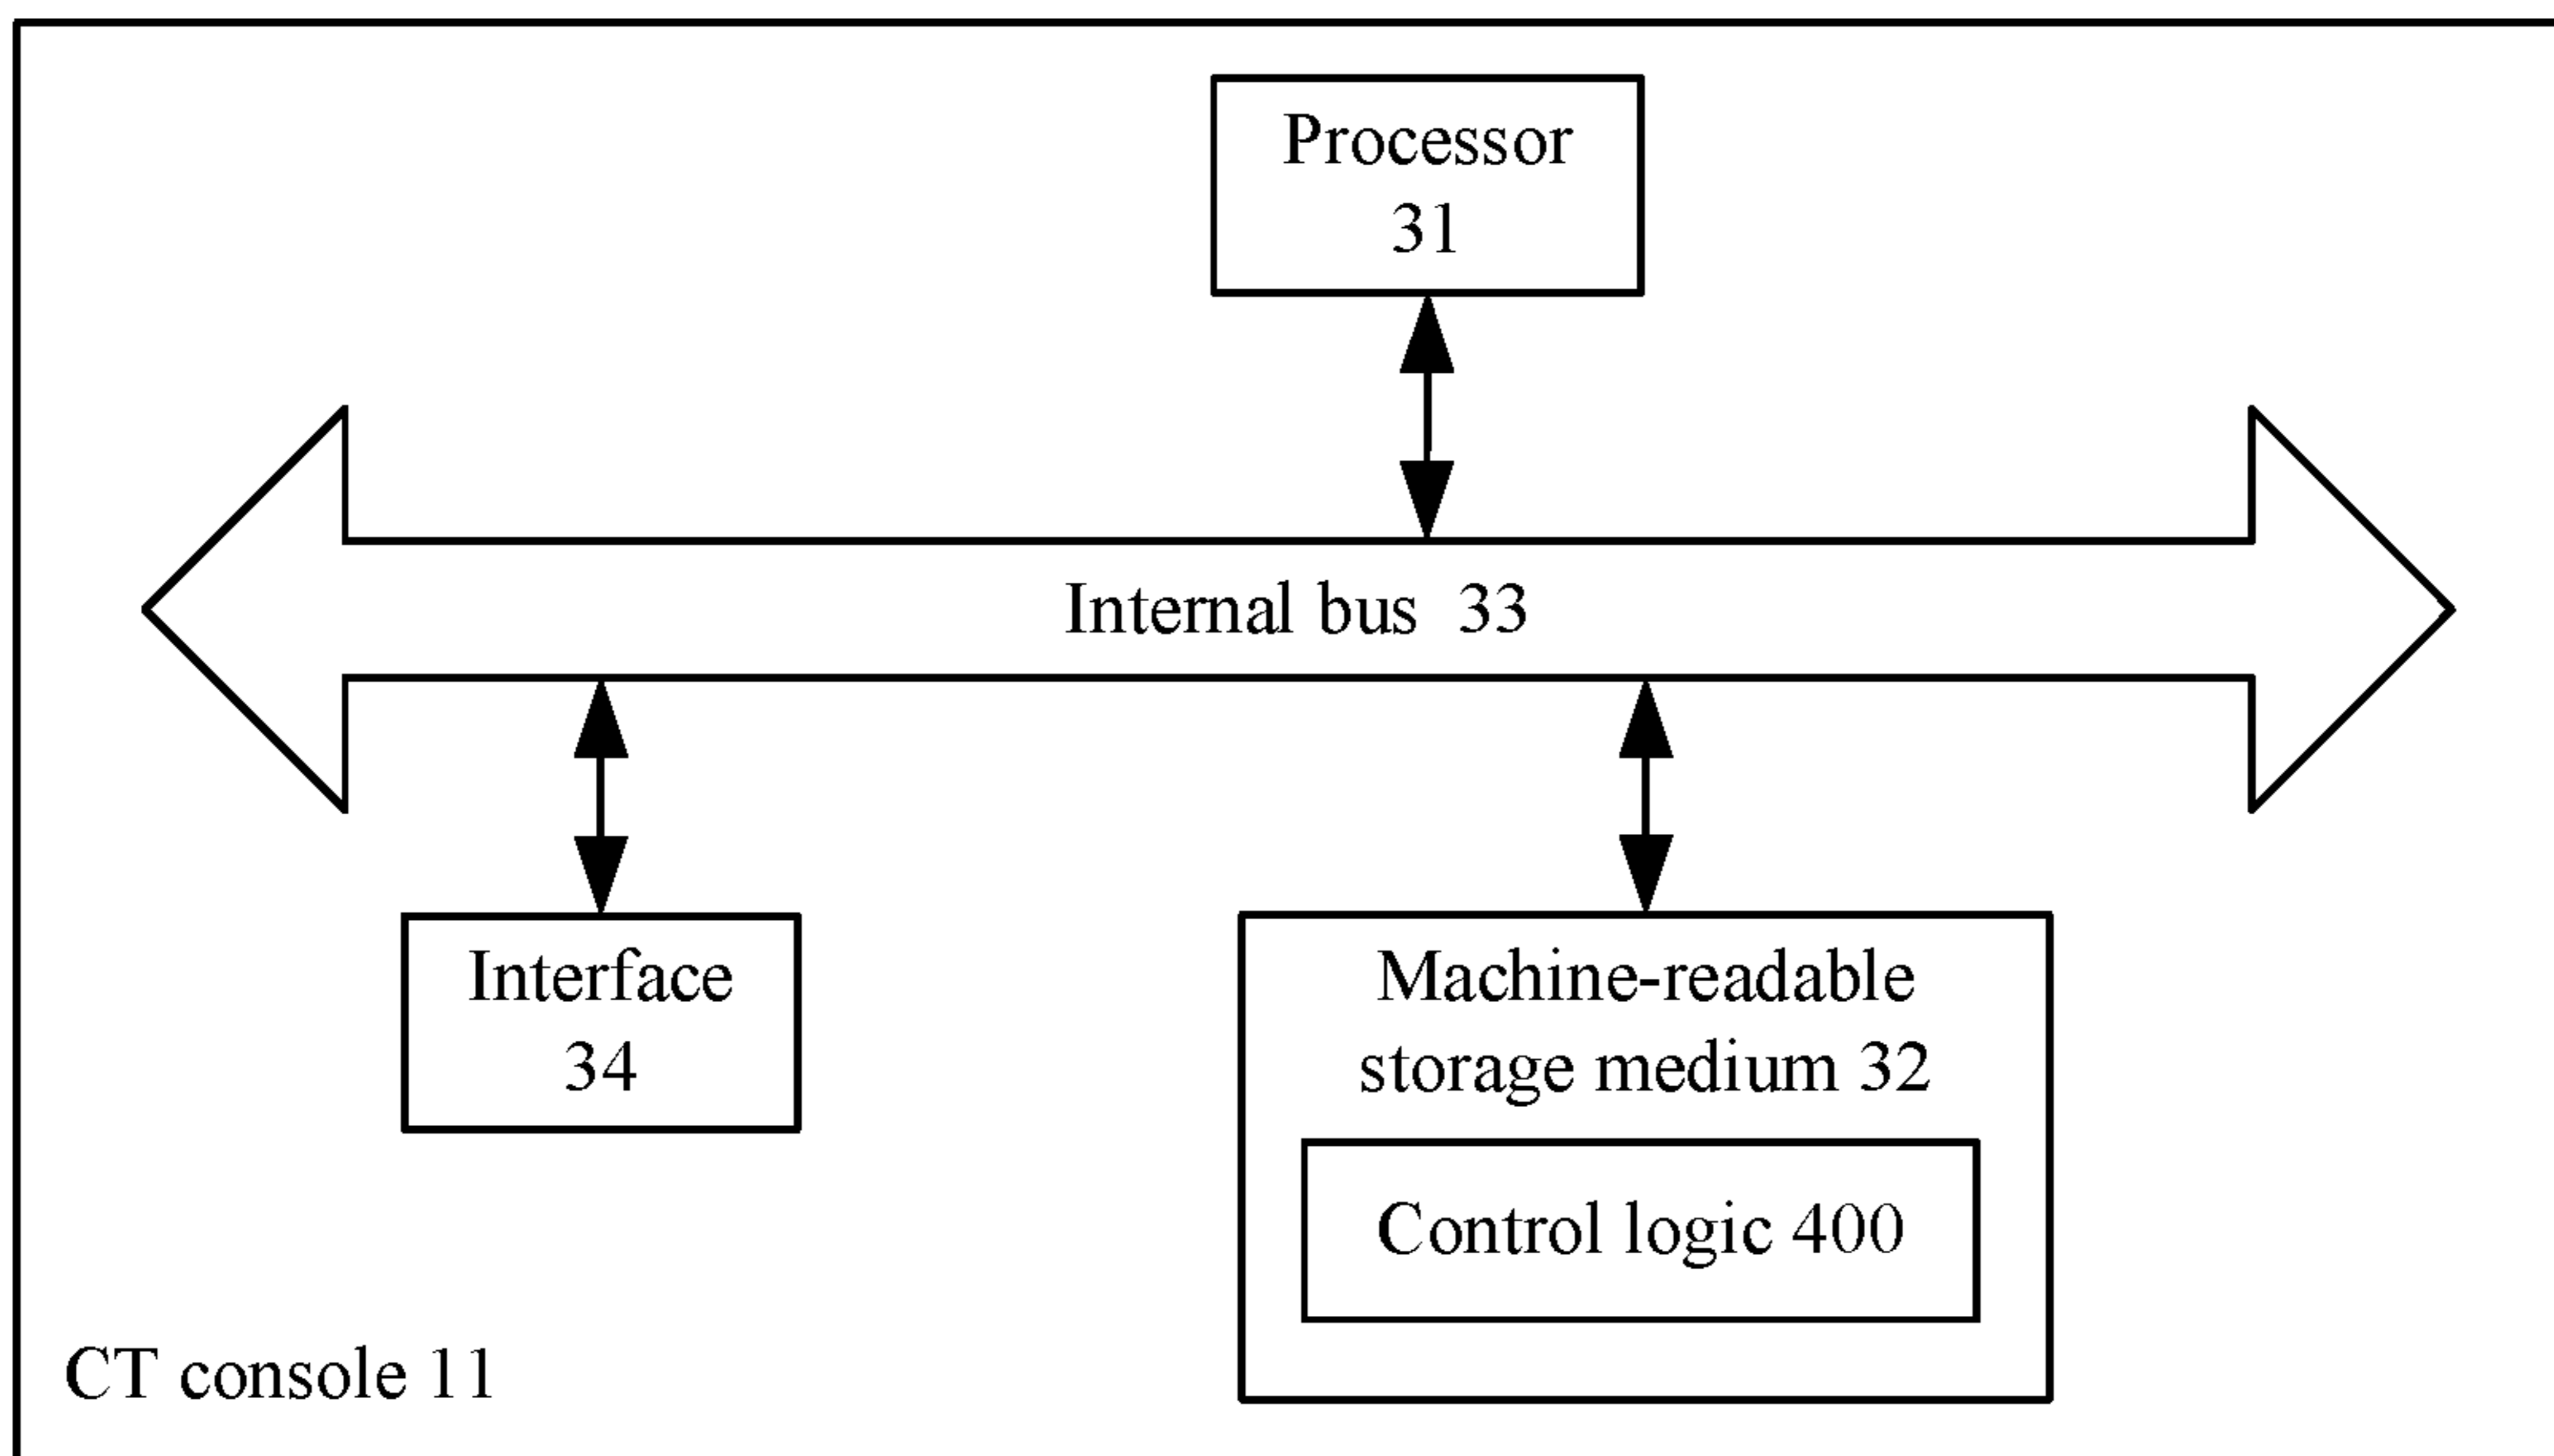 Processor
31
Internal bus 33
Interface
34
Machine-readable
storage medium 32
Control logic 400
CT console 11